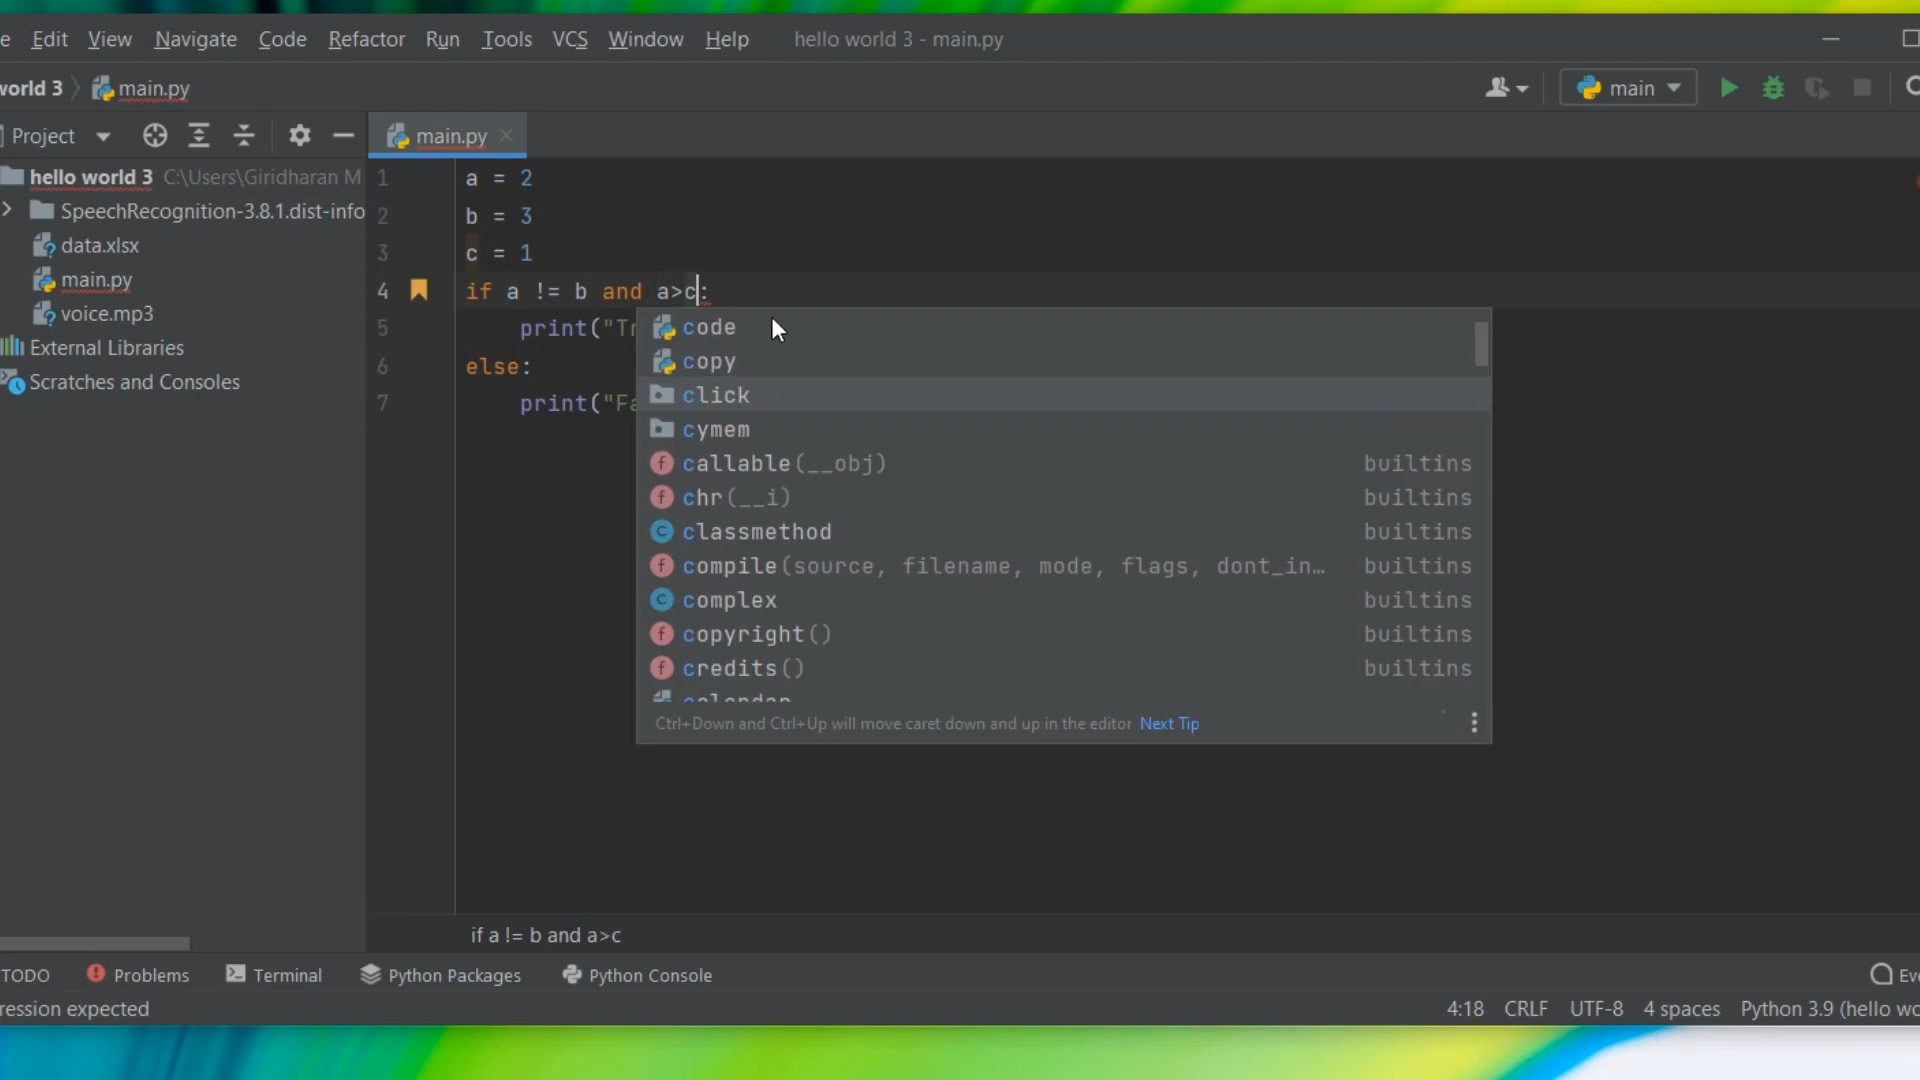 Edit View Navigate Code Refactor Run Tools VCS Window Help hello world 3 - main.py
world 3 main.py
main
Project
main.py
hello world 3 C:\Users\Giridharan M
SpeechRecognition-3.8.1.dist-info
data.xlsx
main.py
voice.mp3
External Libraries
Scratches and Consoles
1 a = 2
2 b = 3
3 c = 1
4 if a != b and a>c:
5 print("Tr
6 else:
7 print("Fa
code
copy
click
cymem
callable(__obj) builtins
chr(__i) builtins
classmethod builtins
compile(source, filename, mode, flags, dont_in… builtins
complex builtins
copyright() builtins
credits() builtins
Ctrl+Down and Ctrl+Up will move caret down and up in the editor Next Tip
if a != b and a>c
TODO Problems Terminal Python Packages Python Console
ression expected 4:18 CRLF UTF-8 4 spaces Python 3.9 (hello wo